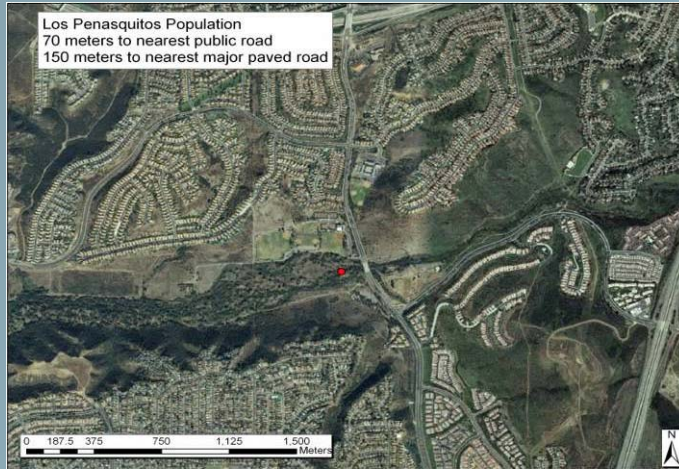 Los Penasquitos Population
70 meters to nearest public road
150 meters to nearest major paved road
0 187.5 375 750 1,125 1,500
Meters
N